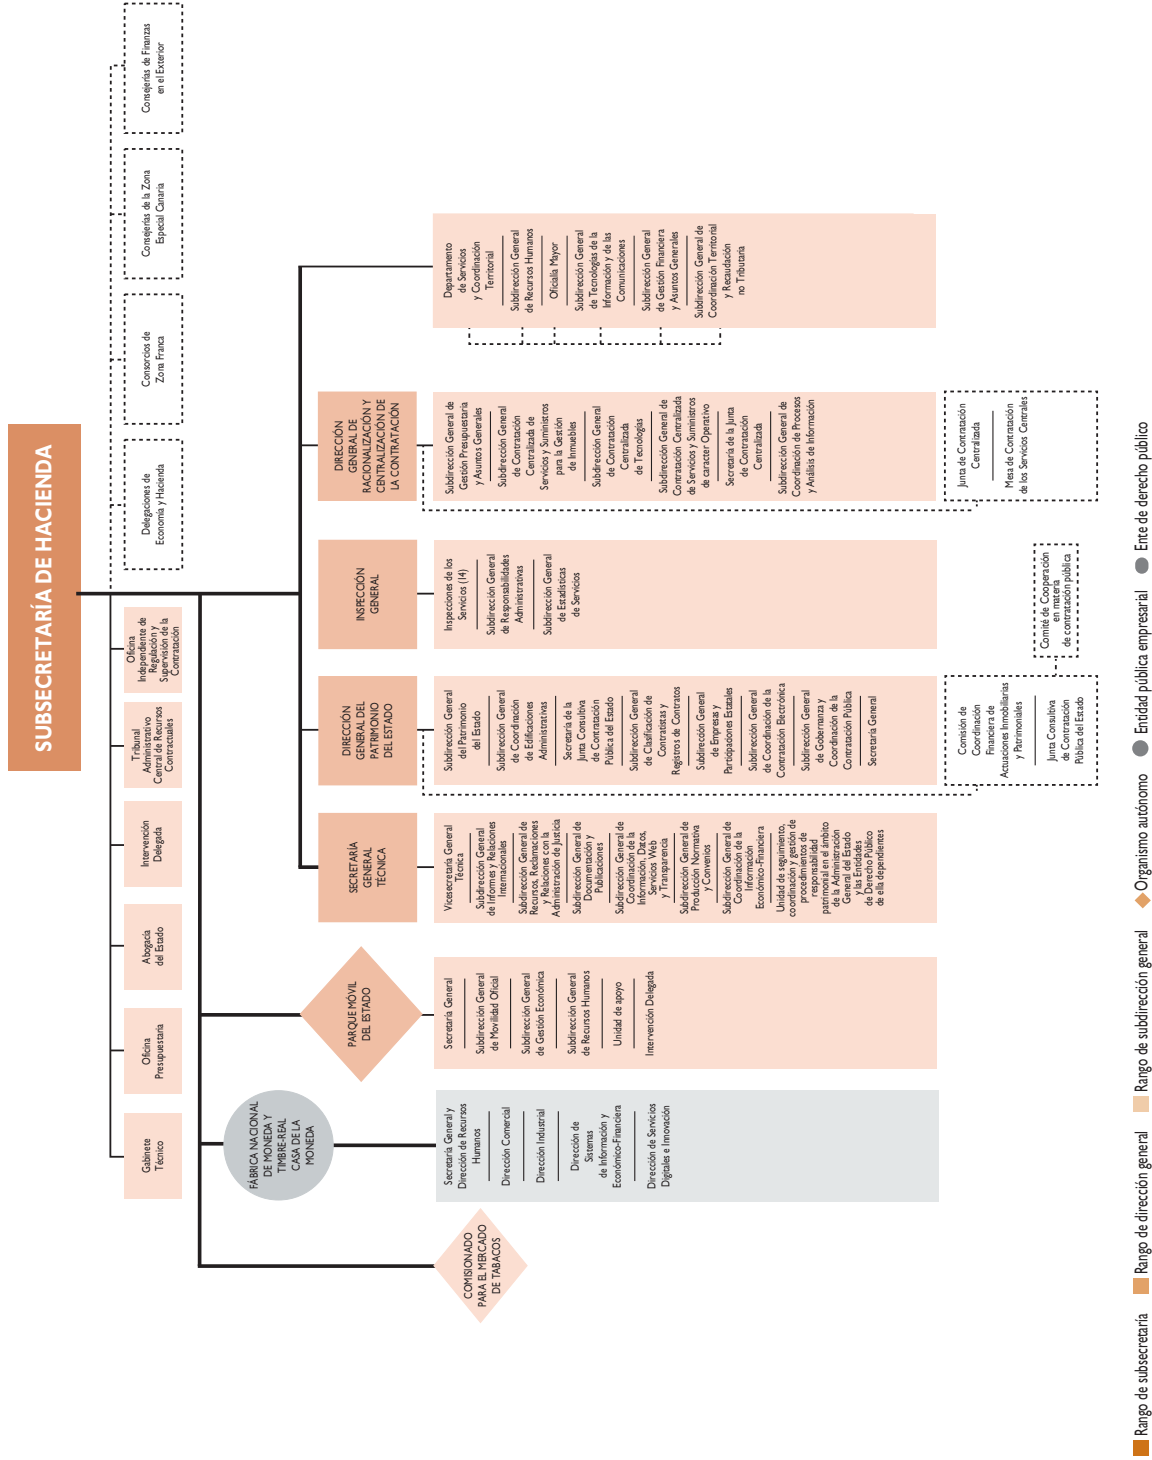 SUBSECRETARÍA DE HACIENDA
Gabinete
Técnico
Oficina
Presupuestaria
Abogacía
del Estado
Intervención
Delegada
Tribunal
Administrativo
Central de Recursos
Contractuales
Oficina
Independiente de
Regulación y
Supervisión de la
Contratación
Delegaciones de
Economía y Hacienda
Consorcios de
Zona Franca
Consejerías de la Zona
Especial Canaria
Consejerías de Finanzas
en el Exterior
COMISIONADO
PARA EL MERCADO
DE TABACOS
FÁBRICA NACIONAL
DE MONEDA Y
TIMBRE-REAL
CASA DE LA
MONEDA
Secretaría General y
Dirección de Recursos
Humanos
Dirección Comercial
Dirección Industrial
Dirección de
Sistemas
de Información y
Económico-Financiera
Dirección de Servicios
Digitales e Innovación
PARQUE MÓVIL
DEL ESTADO
Secretaría General
Subdirección General
de Movilidad Oficial
Subdirección General
de Gestión Económica
Subdirección General
de Recursos Humanos
Unidad de apoyo
Intervención Delegada
SECRETARÍA
GENERAL
TÉCNICA
Vicesecretaría General
Técnica
Subdirección General
de Informes y Relaciones
Internacionales
Subdirección General de
Recursos, Reclamaciones
y Relaciones con la
Administración de Justicia
Subdirección General de
Documentación y
Publicaciones
Subdirección General de
Coordinación de la
Información, Datos,
Servicios Web
y Transparencia
Subdirección General de
Producción Normativa
y Convenios
Subdirección General de
Coordinación de la
Información
Económico-Financiera
Unidad de seguimiento,
coordinación y gestión de
procedimientos de
responsabilidad
patrimonal en el ámbito
de la Administración
General del Estado
y las Entidades
de Derecho Público
de ella dependientes
DIRECCIÓN
GENERAL DEL
PATRIMONIO
DEL ESTADO
Subdirección General
del Patrimonio
del Estado
Subdirección General
de Coordinación
de Edificaciones
Administrativas
Secretaría de la
Junta Consultiva
de Contratación
Pública del Estado
Subdirección General
de Clasificación de
Contratistas y
Registros de Contratos
Subdirección General
de Empresas y
Participaciones Estatales
Subdirección General
de Coordinación de la
Contratación Electrónica
Subdirección General
de Gobernanza y
Coordinación de la
Contratación Pública
Secretaría General
Comisión de
Coordinación
Financiera de
Actuaciones Inmobiliarias
y Patrimoniales
Junta Consultiva
de Contratación
Pública del Estado
Comité de Cooperación
en materia
de contratación pública
INSPECCIÓN
GENERAL
Inspecciones de los
Servicios (14)
Subdirección General
de Responsabilidades
Administrativas
Subdirección General
de Estadísticas
de Servicios
DIRECCIÓN
GENERAL DE
RACIONALIZACIÓN Y
CENTRALIZACIÓN DE
LA CONTRATACIÓN
Subdirección General de
Gestión Presupuestaria
y Asuntos Generales
Subdirección General
de Contratación
Centralizada de
Servicios y Suministros
para la Gestión
de Inmuebles
Subdirección General
de Contratación
Centralizada
de Tecnologías
Subdirección General de
Contratación Centralizada
de Servicios y Suministros
de caracter Operativo
Secretaría de la Junta
de Contratación
Centralizada
Subdirección General de
Coordinación de Procesos
y Análisis de Información
Junta de Contratación
Centralizada
Mesa de Contratación
de los Servicios Centrales
Departamento
de Servicios
y Coordinación
Territorial
Subdirección General
de Recursos Humanos
Oficialía Mayor
Subdirección General
de Tecnologías de la
Información y de las
Comunicaciones
Subdirección General
de Gestión Financiera
y Asuntos Generales
Subdirección General de
Coordinación Territorial
y Recaudación
no Tributaria
Rango de subsecretaría
Rango de dirección general
Rango de subdirección general
Organismo autónomo
Entidad pública empresarial
Ente de derecho público